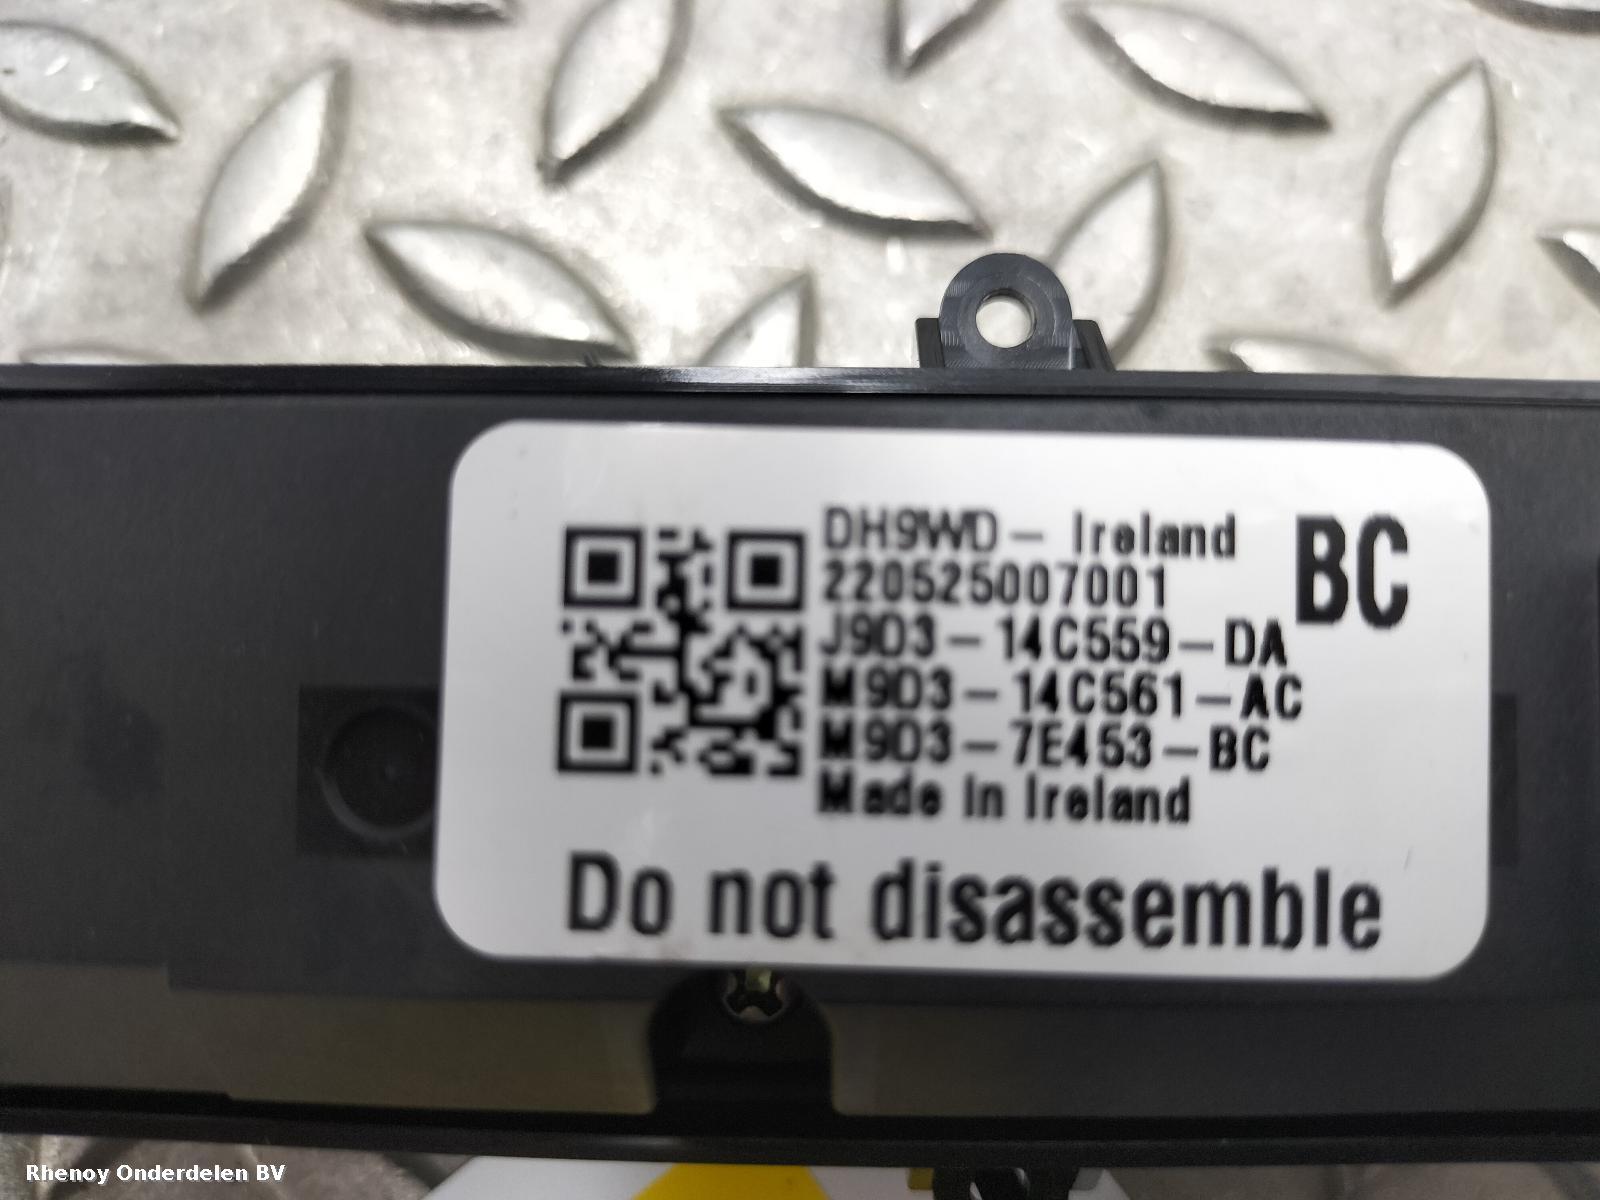 DH9WD - Ireland
BC
220525007001
J9D3-14C559-DA
M9D3-14C561-AC
M9D3-7E453-BC
Made in Ireland
Do not disassemble
Rhenoy Onderdelen BV